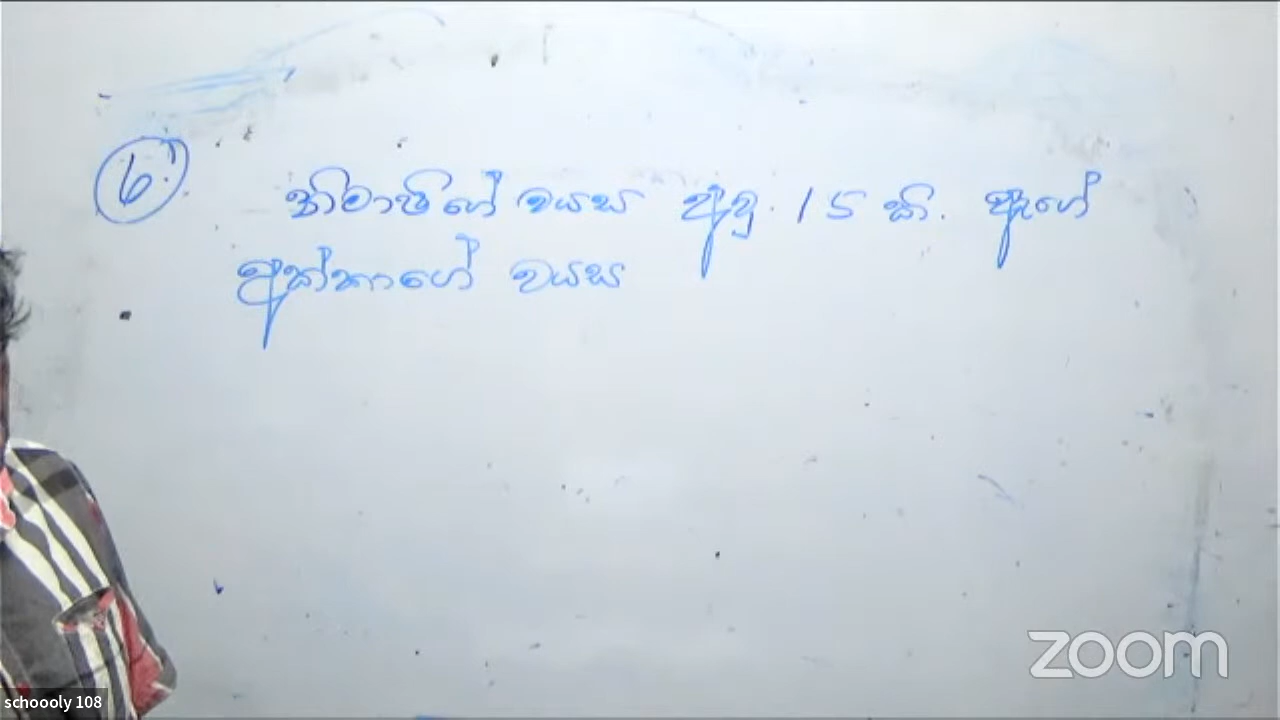 6 නිමාෂිගේ වයස අවු. 15 කි. ඇගේ
අක්කාගේ වයස
zoom
schoooly 108